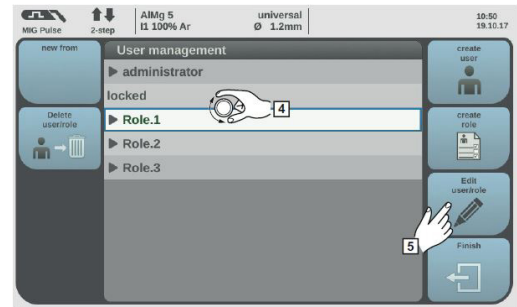 MIG Pulse
2-step
AlMg 5 universal
I1 100% Ar Ø 1.2mm
10:50
19.10.17
new from
Delete
user/role
User management
administrator
locked
Role.1
Role.2
Role.3
4
create
user
create
role
Edit
user/role
5
Finish